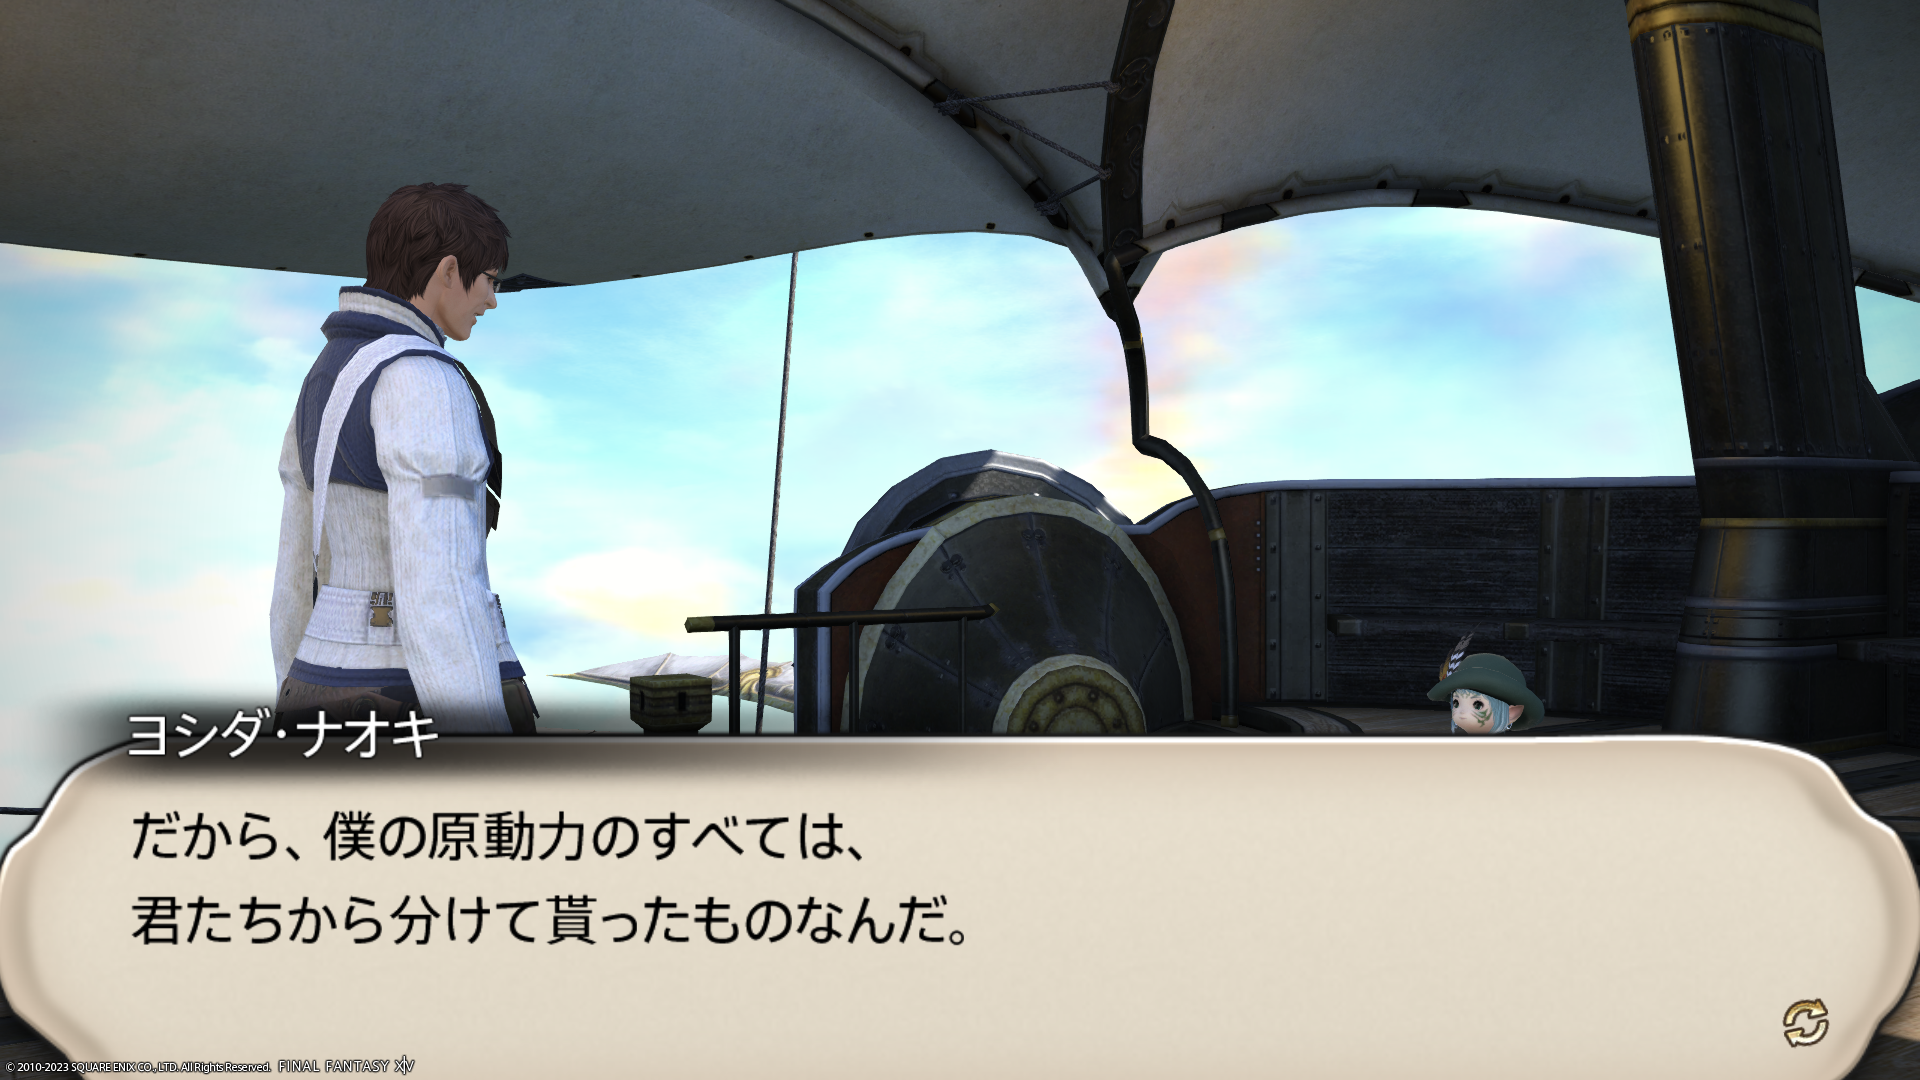 ヨシダ・ナオキ
だから、僕の原動力のすべては、
君たちから分けて貰ったものなんだ。
© 2010-2023 SQUARE ENIX CO., LTD. All Rights Reserved. FINAL FANTASY XIV